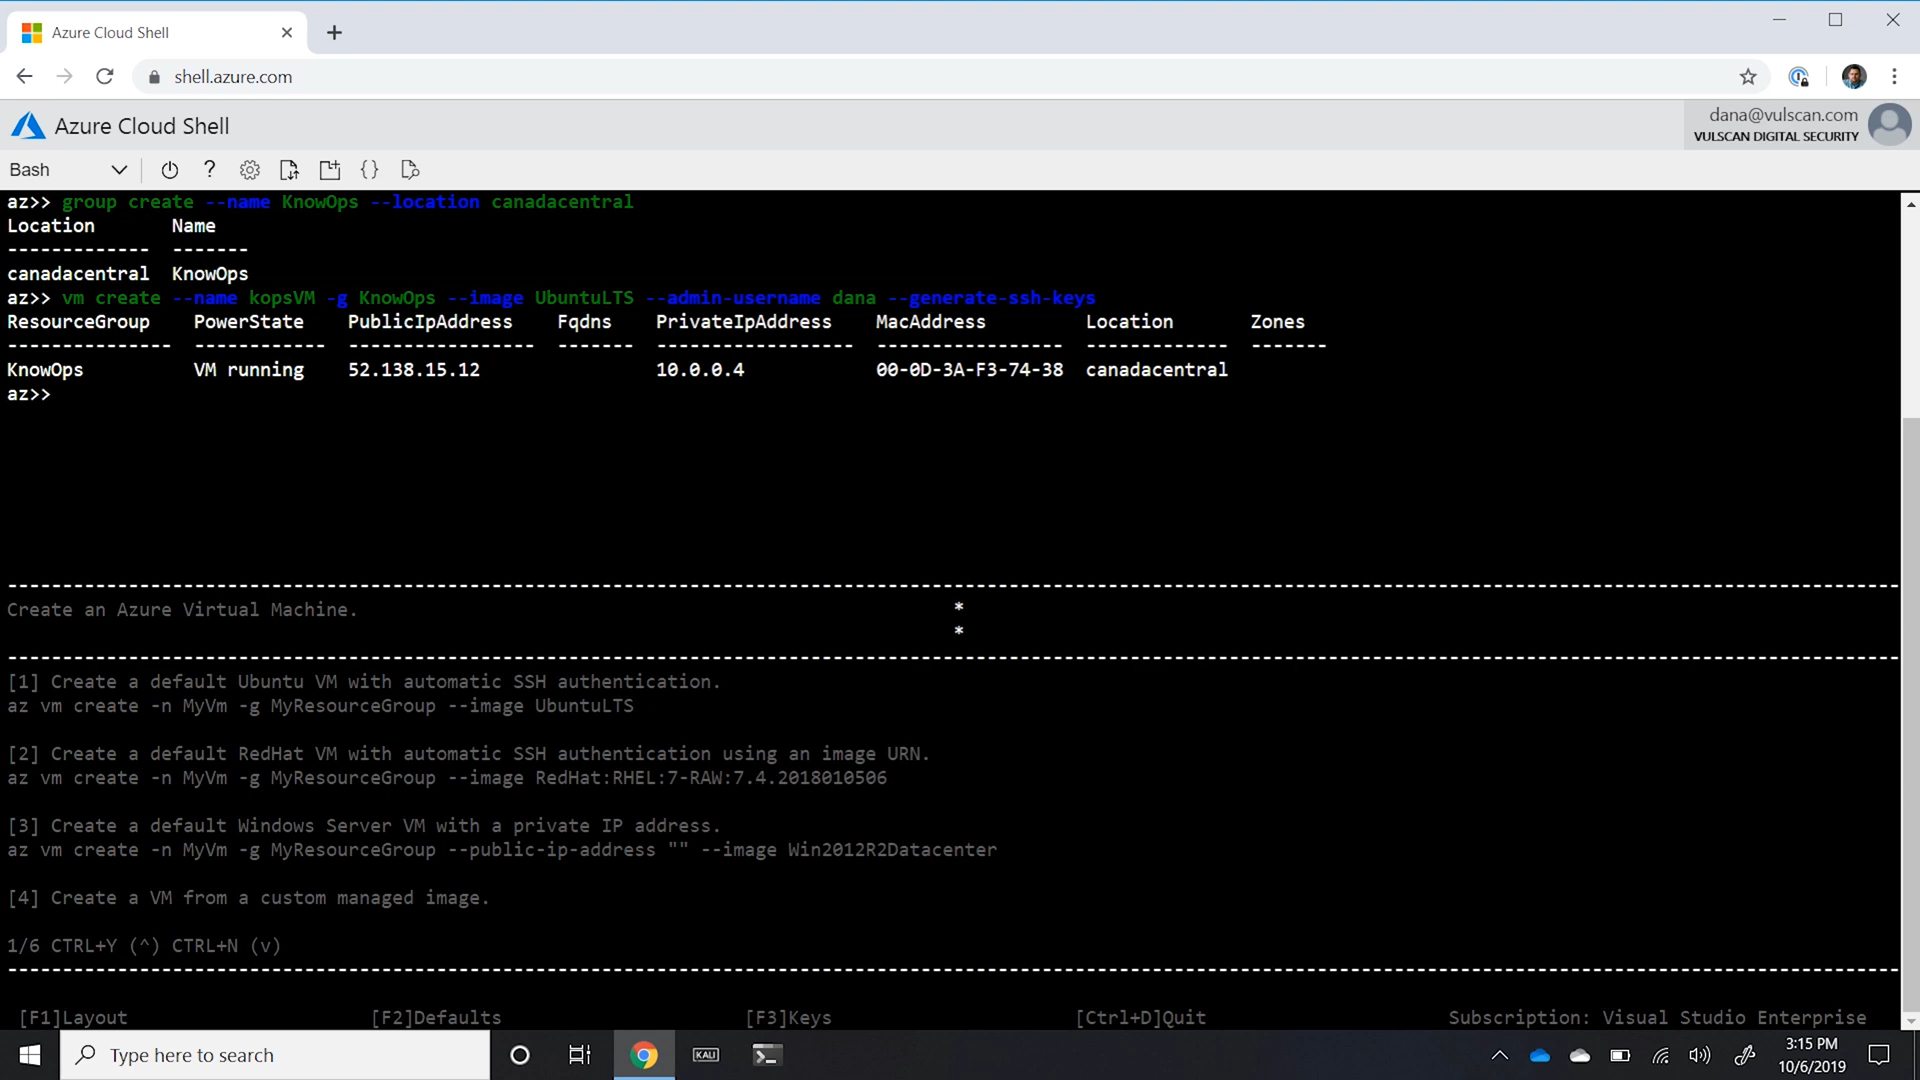 Azure Cloud Shell
shell.azure.com
Azure Cloud Shell
dana@vulscan.com
VULSCAN DIGITAL SECURITY
Bash
az>> group create --name KnowOps --location canadacentral
Location Name
------------- -------
canadacentral KnowOps
az>> vm create --name kopsVM -g KnowOps --image UbuntuLTS --admin-username dana --generate-ssh-keys
ResourceGroup PowerState PublicIpAddress Fqdns PrivateIpAddress MacAddress Location Zones
--------------- ------------ ----------------- ------- ------------------ ----------------- ------------- -------
KnowOps VM running 52.138.15.12 10.0.0.4 00-0D-3A-F3-74-38 canadacentral
az>>
Create an Azure Virtual Machine. *
*
[1] Create a default Ubuntu VM with automatic SSH authentication.
az vm create -n MyVm -g MyResourceGroup --image UbuntuLTS
[2] Create a default RedHat VM with automatic SSH authentication using an image URN.
az vm create -n MyVm -g MyResourceGroup --image RedHat:RHEL:7-RAW:7.4.2018010506
[3] Create a default Windows Server VM with a private IP address.
az vm create -n MyVm -g MyResourceGroup --public-ip-address "" --image Win2012R2Datacenter
[4] Create a VM from a custom managed image.
1/6 CTRL+Y (^) CTRL+N (v)
[F1]Layout [F2]Defaults [F3]Keys [Ctrl+D]Quit Subscription: Visual Studio Enterprise
Type here to search
KALI
3:15 PM
10/6/2019